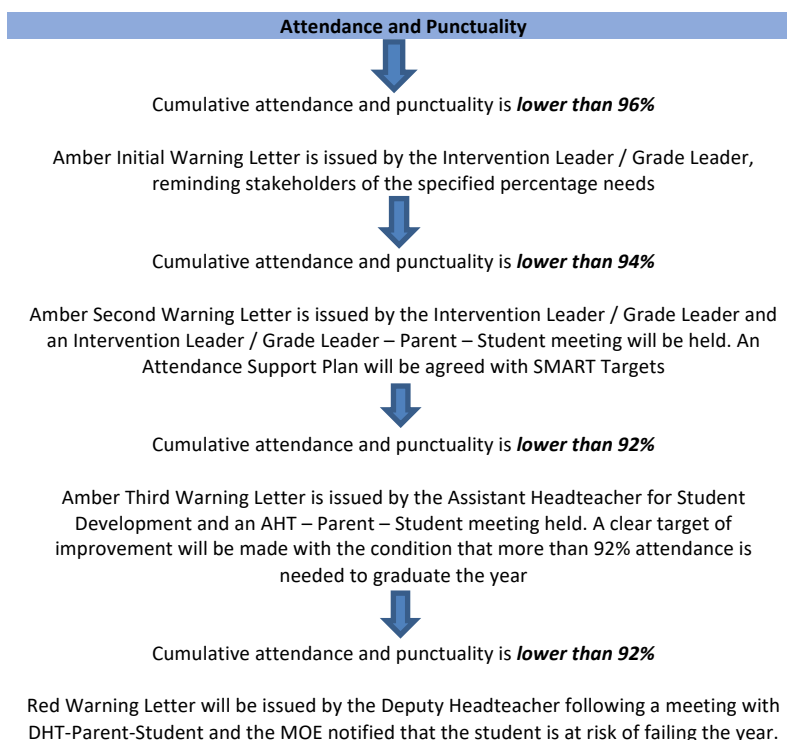 Attendance and Punctuality
Cumulative attendance and punctuality is lower than 96%
Amber Initial Warning Letter is issued by the Intervention Leader / Grade Leader,
reminding stakeholders of the specified percentage needs
Cumulative attendance and punctuality is lower than 94%
Amber Second Warning Letter is issued by the Intervention Leader / Grade Leader and
an Intervention Leader / Grade Leader – Parent – Student meeting will be held. An
Attendance Support Plan will be agreed with SMART Targets
Cumulative attendance and punctuality is lower than 92%
Amber Third Warning Letter is issued by the Assistant Headteacher for Student
Development and an AHT – Parent – Student meeting held. A clear target of
improvement will be made with the condition that more than 92% attendance is
needed to graduate the year
Cumulative attendance and punctuality is lower than 92%
Red Warning Letter will be issued by the Deputy Headteacher following a meeting with
DHT-Parent-Student and the MOE notified that the student is at risk of failing the year.